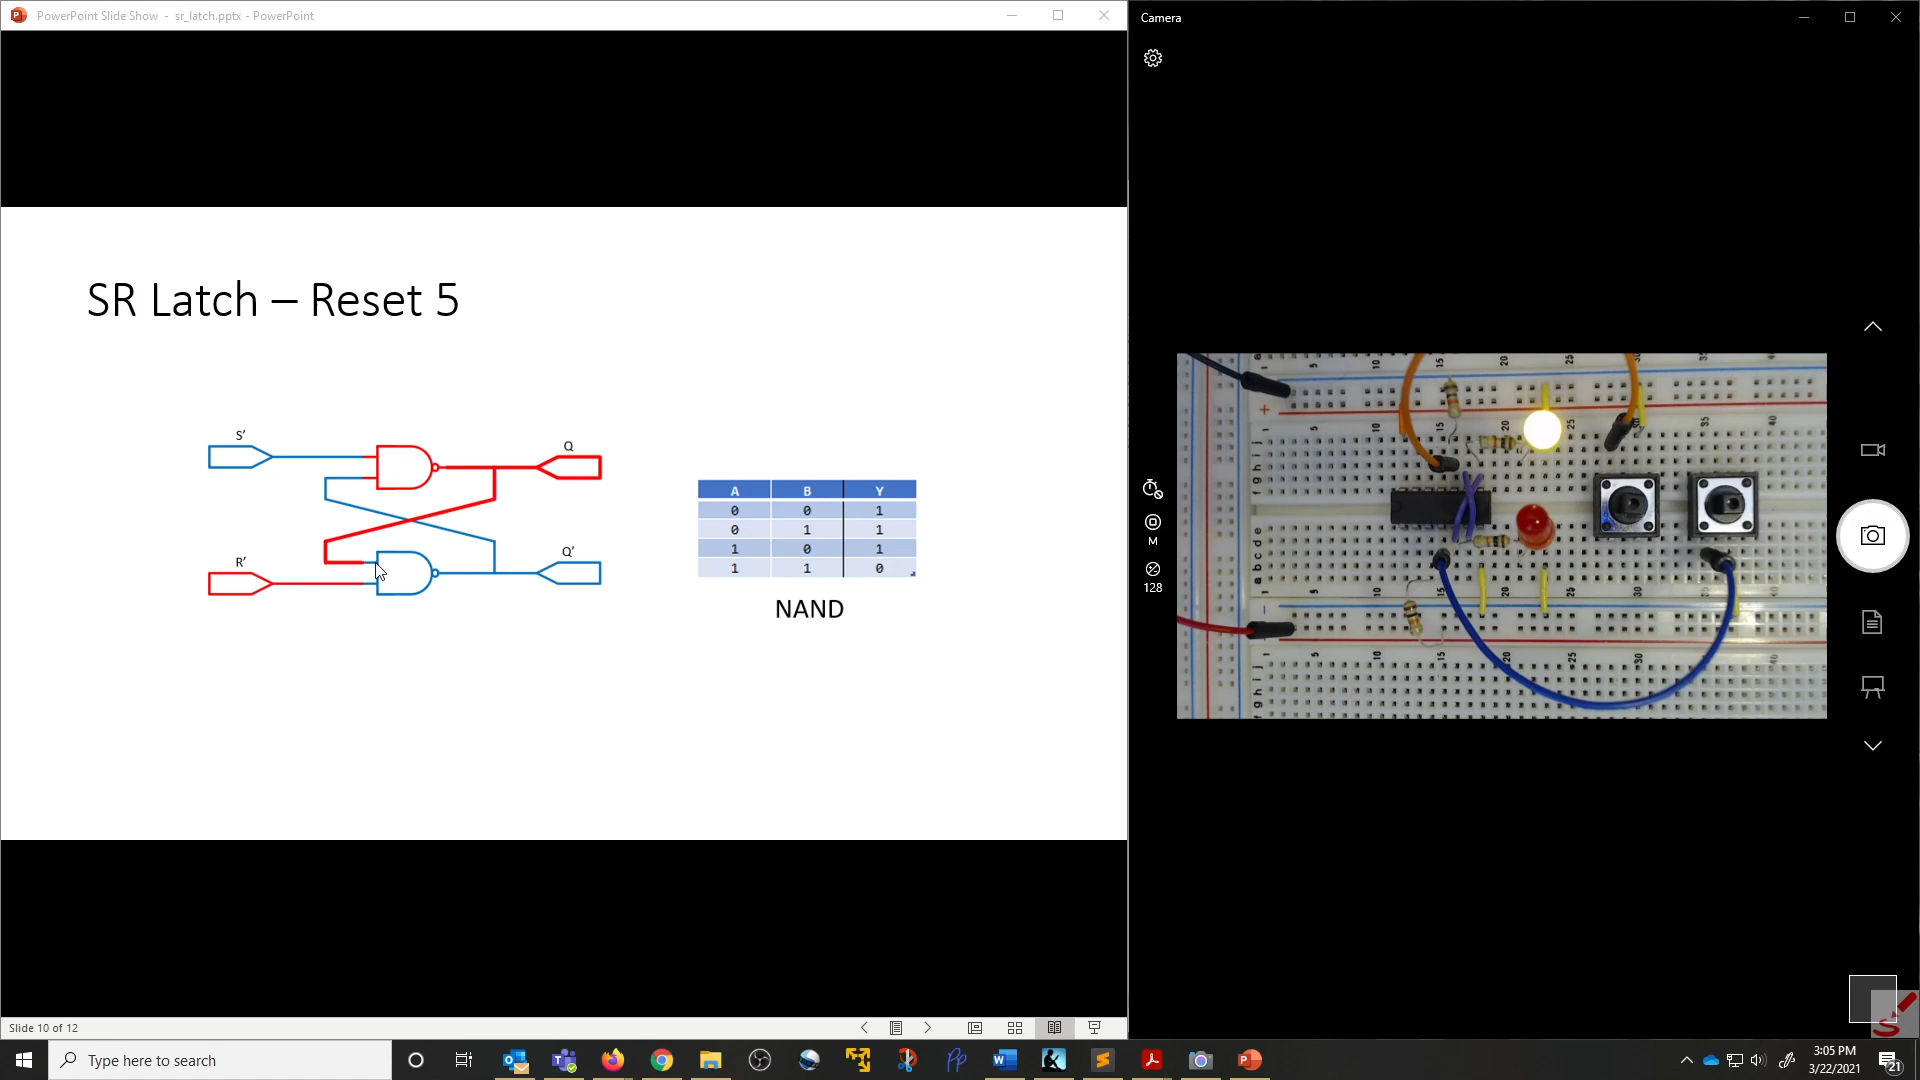 PowerPoint Slide Show - sr_latch.pptx - PowerPoint
Camera
SR Latch – Reset 5
S'
Q
R'
Q'
A B Y
0 0 1
0 1 1
1 0 1
1 1 0
NAND
M
128
Slide 10 of 12
Type here to search
3:05 PM
3/22/2021
21